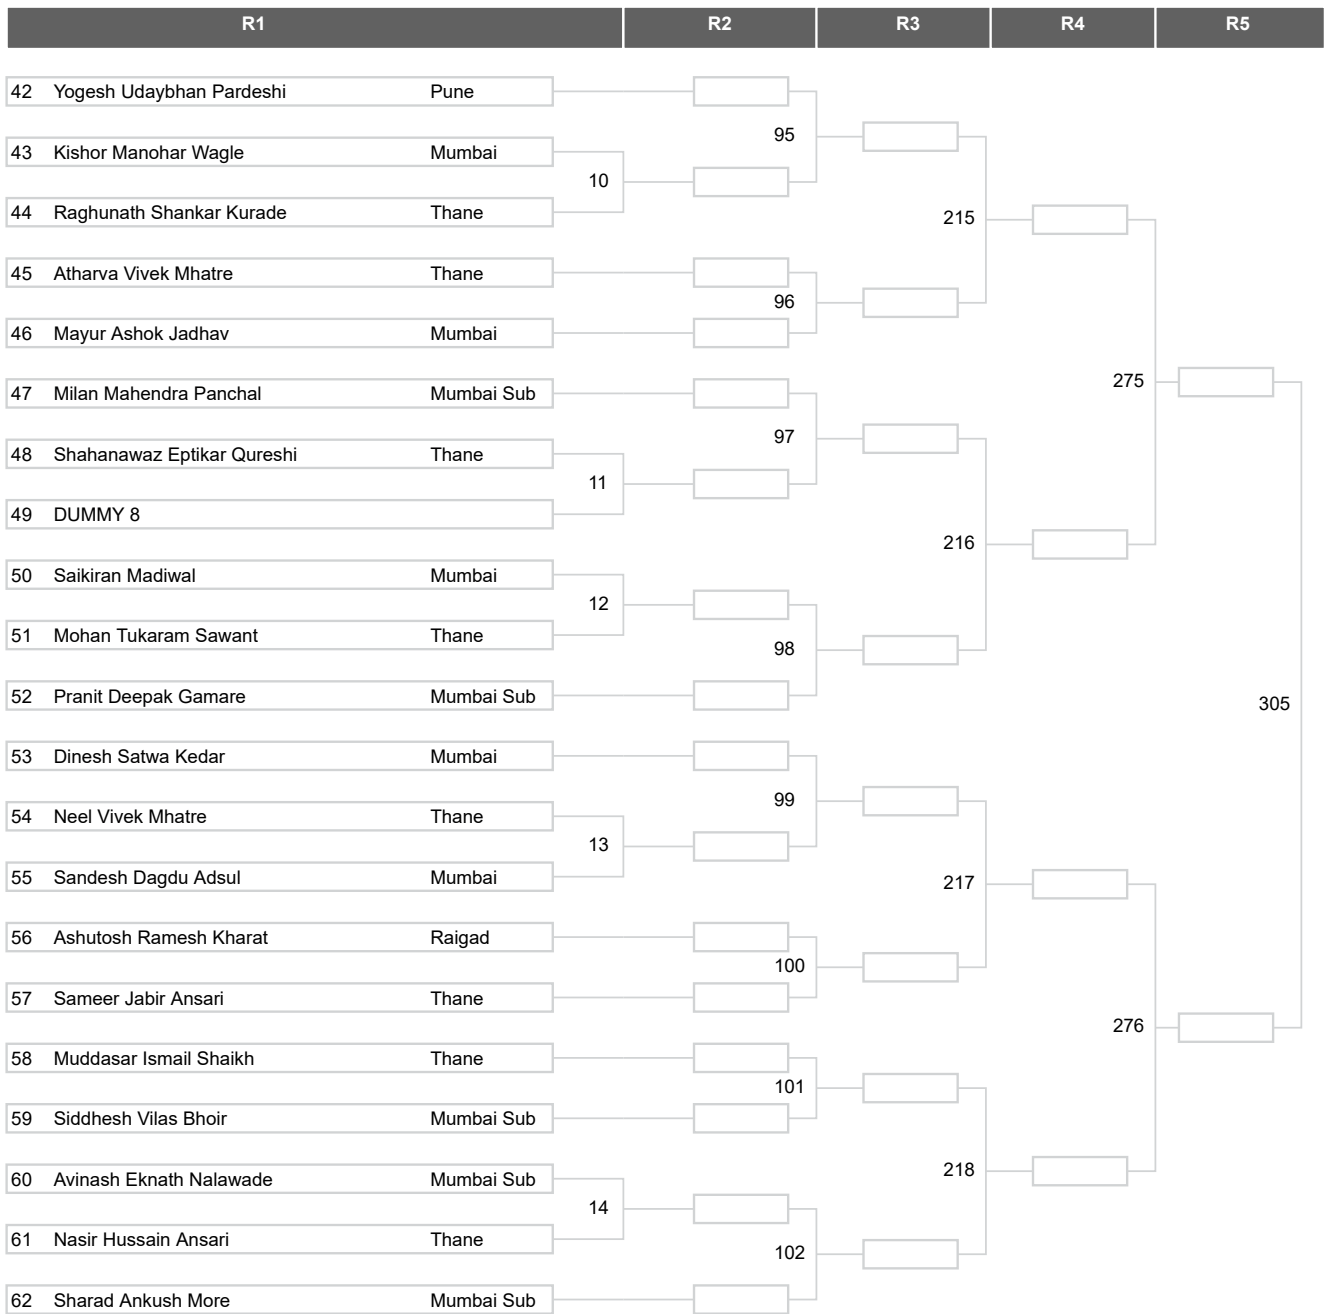 R1 R2 R3 R4 R5
42 Yogesh Udaybhan Pardeshi Pune
95
43 Kishor Manohar Wagle Mumbai
10
44 Raghunath Shankar Kurade Thane
215
45 Atharva Vivek Mhatre Thane
96
46 Mayur Ashok Jadhav Mumbai
275
47 Milan Mahendra Panchal Mumbai Sub
97
48 Shahanawaz Eptikar Qureshi Thane
11
49 DUMMY 8
216
50 Saikiran Madiwal Mumbai
12
51 Mohan Tukaram Sawant Thane
98
52 Pranit Deepak Gamare Mumbai Sub
305
53 Dinesh Satwa Kedar Mumbai
99
54 Neel Vivek Mhatre Thane
13
55 Sandesh Dagdu Adsul Mumbai
217
56 Ashutosh Ramesh Kharat Raigad
100
57 Sameer Jabir Ansari Thane
276
58 Muddasar Ismail Shaikh Thane
101
59 Siddhesh Vilas Bhoir Mumbai Sub
218
60 Avinash Eknath Nalawade Mumbai Sub
14
61 Nasir Hussain Ansari Thane
102
62 Sharad Ankush More Mumbai Sub